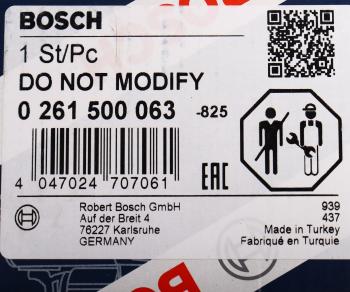 BOSCH
1 St/Pc
DO NOT MODIFY
0 261 500 063 -825
4 047024 707061
EAC
Robert Bosch GmbH
Auf der Breit 4
76227 Karlsruhe
GERMANY
939
437
Made in Turkey
Fabriqué en Turquie